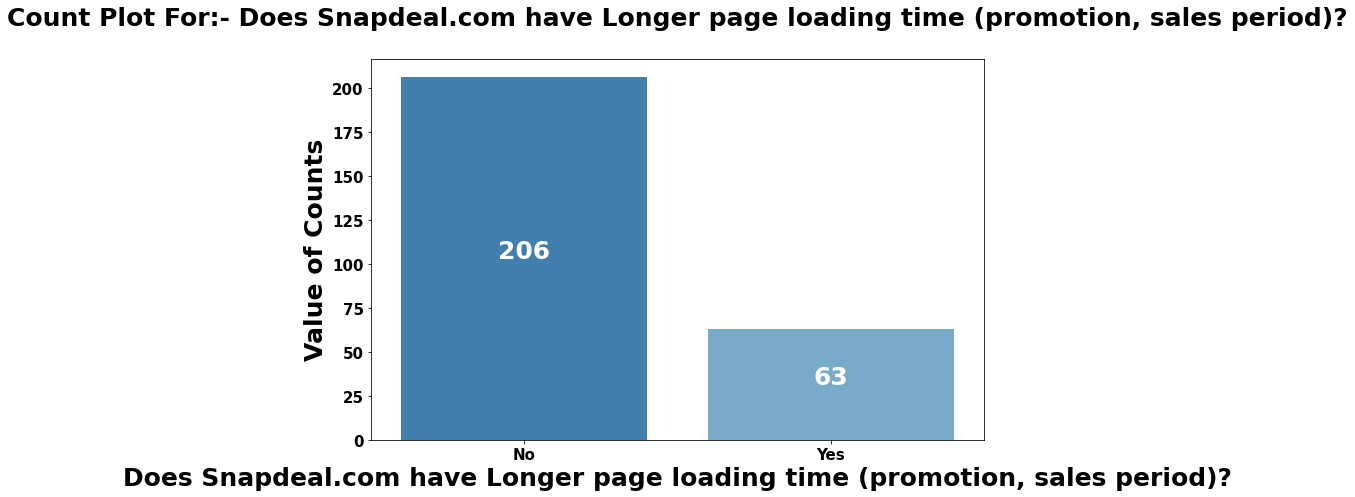 Count Plot For:- Does Snapdeal.com have Longer page loading time (promotion, sales period)?
Value of Counts
200
175
150
125
100
75
50
25
0
206
63
No
Yes
Does Snapdeal.com have Longer page loading time (promotion, sales period)?